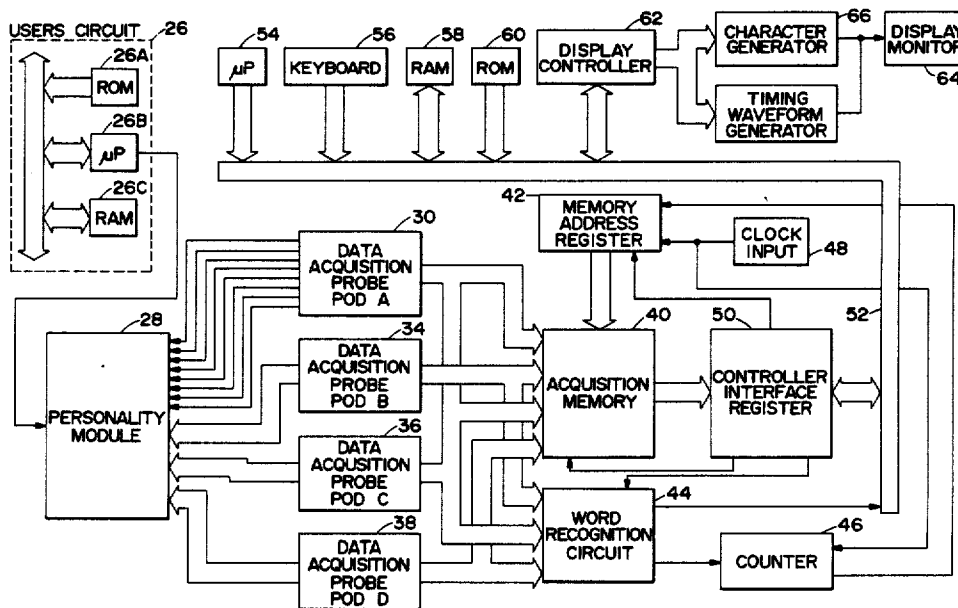 USERS CIRCUIT
26
26A
ROM
26B
μP
26C
RAM
54
μP
56
KEYBOARD
58
RAM
60
ROM
62
DISPLAY
CONTROLLER
66
CHARACTER
GENERATOR
DISPLAY
MONITOR
64
TIMING
WAVEFORM
GENERATOR
42
MEMORY
ADDRESS
REGISTER
CLOCK
INPUT
48
28
PERSONALITY
MODULE
30
DATA
ACQUISITION
PROBE
POD A
34
DATA
ACQUISITION
PROBE
POD B
36
DATA
ACQUISITION
PROBE
POD C
38
DATA
ACQUISITION
PROBE
POD D
40
ACQUISITION
MEMORY
50
CONTROLLER
INTERFACE
REGISTER
52
44
WORD
RECOGNITION
CIRCUIT
46
COUNTER